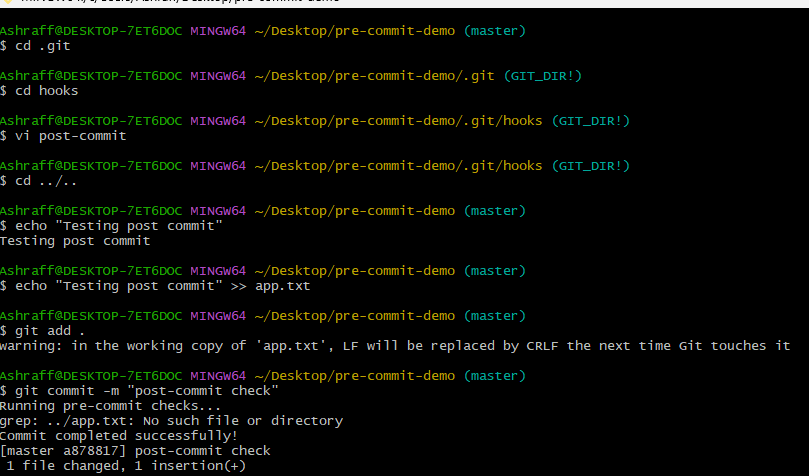 Ashraff@DESKTOP-7ET6DOC MINGW64 ~/Desktop/pre-commit-demo (master)
$ cd .git
Ashraff@DESKTOP-7ET6DOC MINGW64 ~/Desktop/pre-commit-demo/.git (GIT_DIR!)
$ cd hooks
Ashraff@DESKTOP-7ET6DOC MINGW64 ~/Desktop/pre-commit-demo/.git/hooks (GIT_DIR!)
$ vi post-commit
Ashraff@DESKTOP-7ET6DOC MINGW64 ~/Desktop/pre-commit-demo/.git/hooks (GIT_DIR!)
$ cd ../..
Ashraff@DESKTOP-7ET6DOC MINGW64 ~/Desktop/pre-commit-demo (master)
$ echo "Testing post commit"
Testing post commit
Ashraff@DESKTOP-7ET6DOC MINGW64 ~/Desktop/pre-commit-demo (master)
$ echo "Testing post commit" >> app.txt
Ashraff@DESKTOP-7ET6DOC MINGW64 ~/Desktop/pre-commit-demo (master)
$ git add .
warning: in the working copy of 'app.txt', LF will be replaced by CRLF the next time Git touches it
Ashraff@DESKTOP-7ET6DOC MINGW64 ~/Desktop/pre-commit-demo (master)
$ git commit -m "post-commit check"
Running pre-commit checks...
grep: ../app.txt: No such file or directory
Commit completed successfully!
[master a878817] post-commit check
1 file changed, 1 insertion(+)